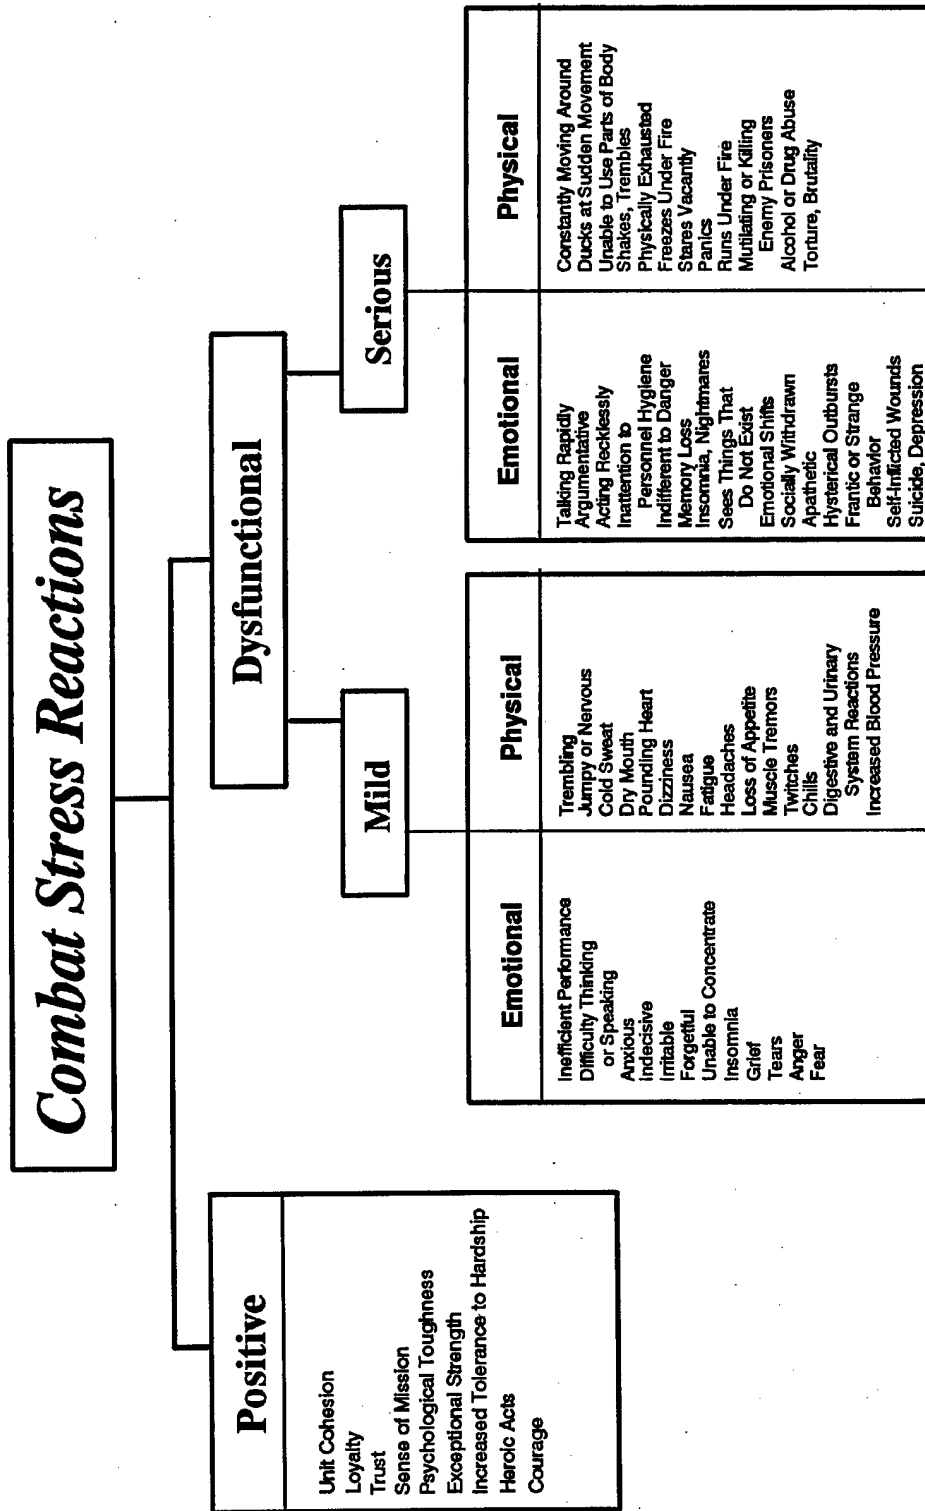 Combat Stress Reactions
Positive
Unit Cohesion
Loyalty
Trust
Sense of Mission
Psychological Toughness
Exceptional Strength
Increased Tolerance to Hardship
Heroic Acts
Courage
Dysfunctional
Mild
Emotional
Inefficient Performance
Difficulty Thinking
or Speaking
Anxious
Indecisive
Irritable
Forgetful
Unable to Concentrate
Insomnia
Grief
Tears
Anger
Fear
Physical
Trembling
Jumpy or Nervous
Cold Sweat
Dry Mouth
Pounding Heart
Dizziness
Nausea
Fatigue
Headaches
Loss of Appetite
Muscle Tremors
Twitches
Chills
Digestive and Urinary
System Reactions
Increased Blood Pressure
Serious
Emotional
Talking Rapidly
Argumentative
Acting Recklessly
Inattention to
Personnel Hygiene
Indifferent to Danger
Memory Loss
Insomnia, Nightmares
Sees Things That
Do Not Exist
Emotional Shifts
Socially Withdrawn
Apathetic
Hysterical Outbursts
Frantic or Strange
Behavior
Self-Inflicted Wounds
Suicide, Depression
Physical
Constantly Moving Around
Ducks at Sudden Movement
Unable to Use Parts of Body
Shakes, Trembles
Physically Exhausted
Freezes Under Fire
Stares Vacantly
Panics
Runs Under Fire
Mutilating or Killing
Enemy Prisoners
Alcohol or Drug Abuse
Torture, Brutality